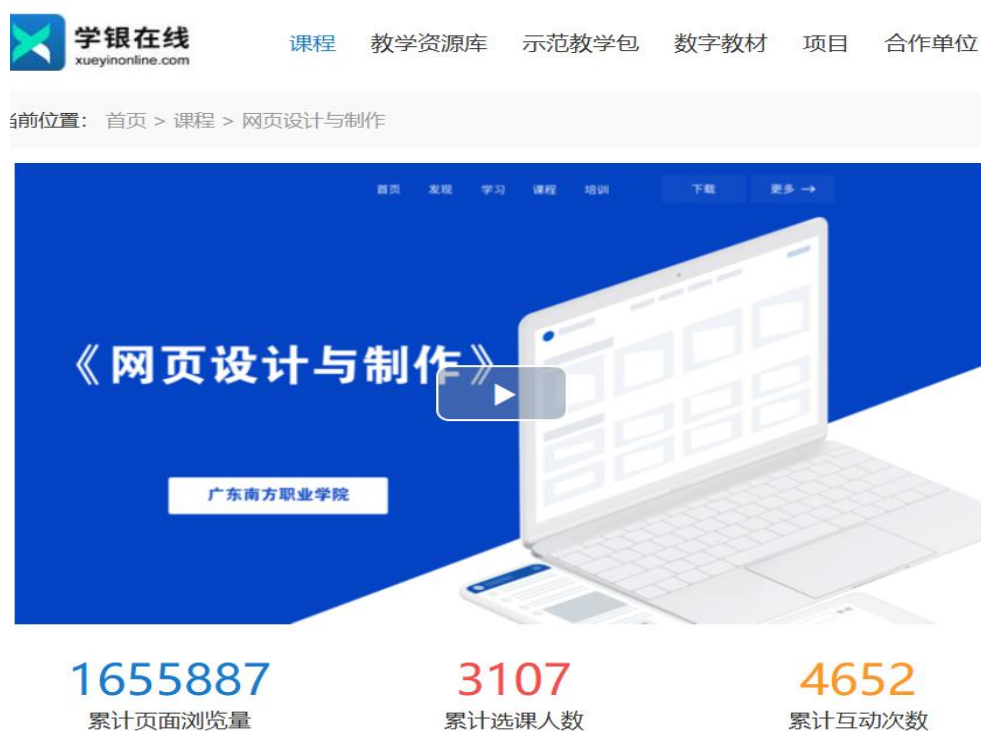 学银在线
xueyinonline.com
课程 教学资源库 示范教学包 数字教材 项目 合作单位
当前位置： 首页 > 课程 > 网页设计与制作
首页 发现 学习 课程 培训 下载 更多 →
《网页设计与制作》
广东南方职业学院
1655887 3107 4652
累计页面浏览量 累计选课人数 累计互动次数